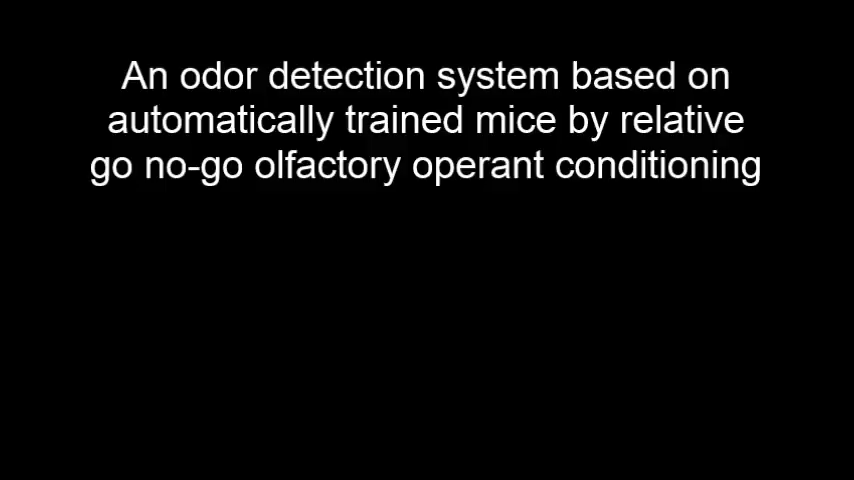 An odor detection system based on
automatically trained mice by relative
go no-go olfactory operant conditioning